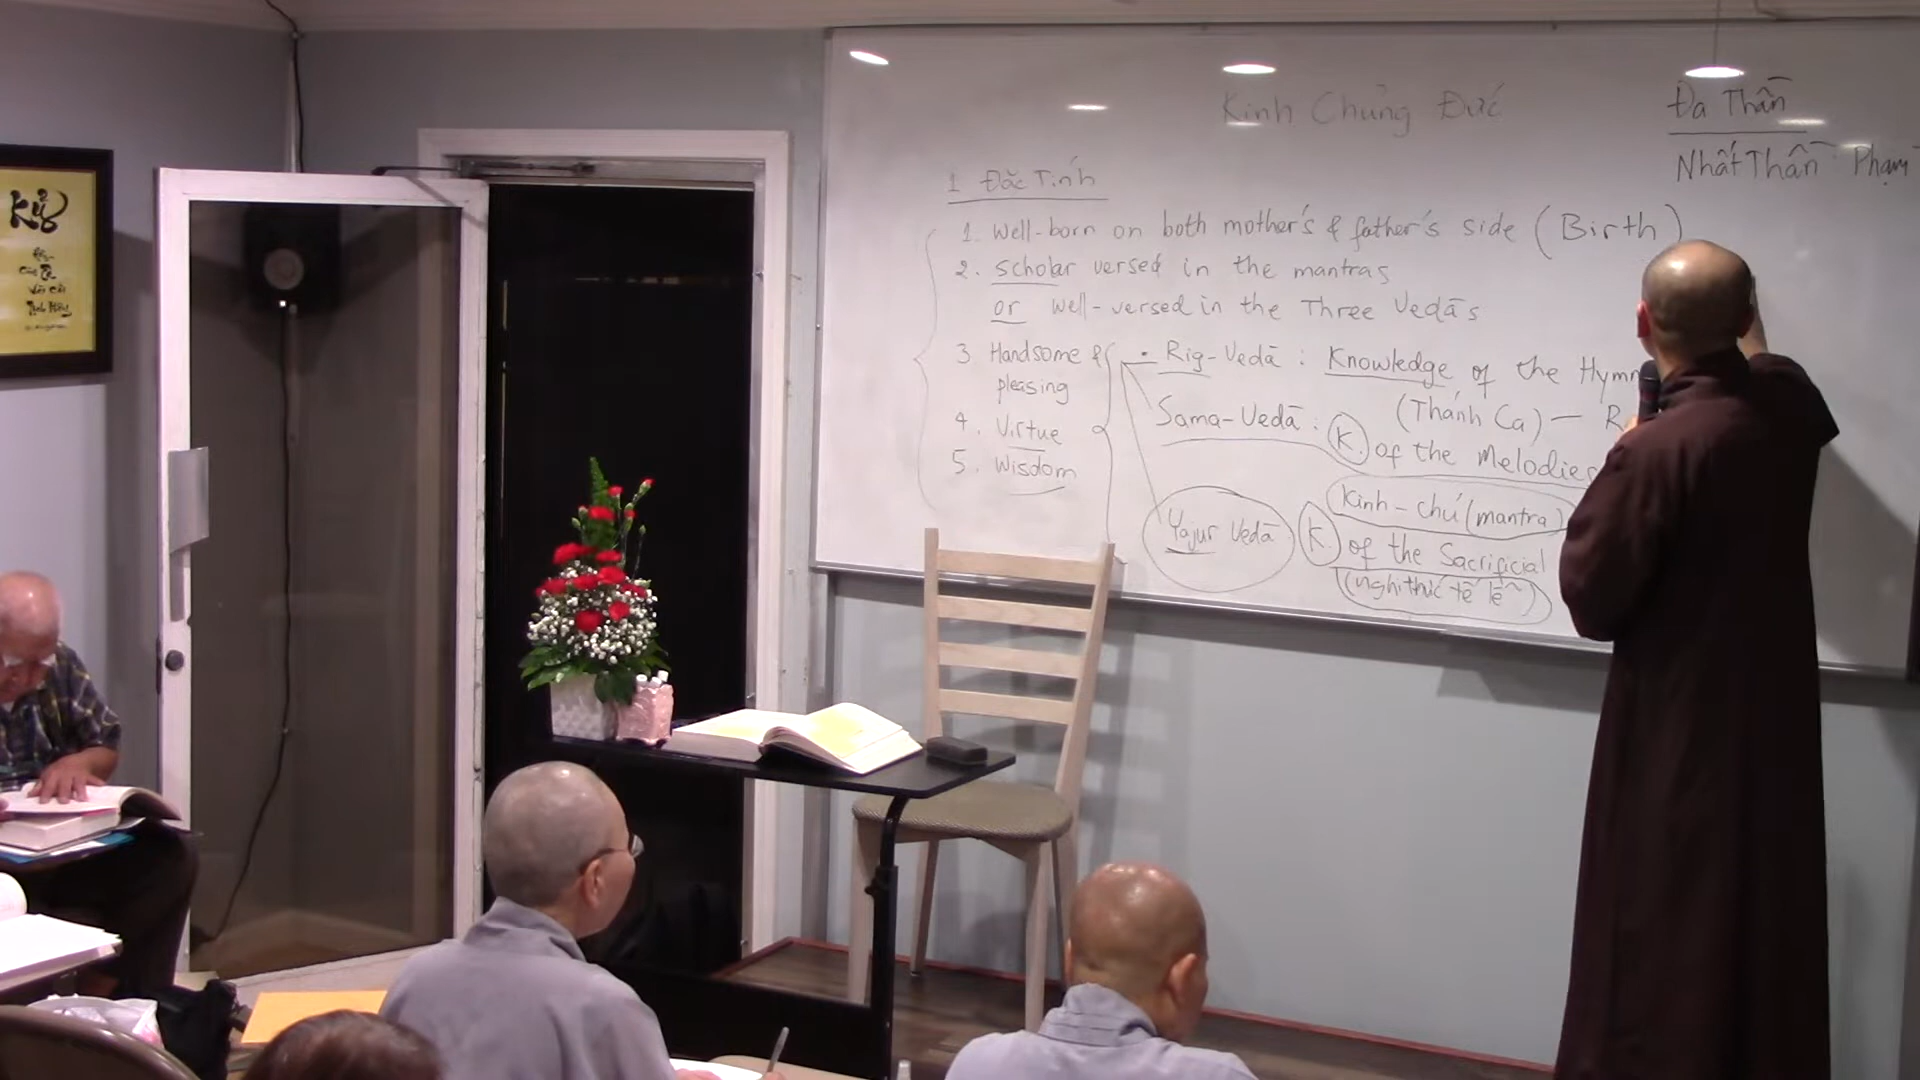 Kinh Chủng Đức
Đa Thần
Nhất Thần Phạm
1 Đặc Tính
1. Well-born on both mother's & father's side (Birth)
2. scholar versed in the mantras
or well-versed in the Three Vedās
3. Handsome &
pleasing
4. Virtue
5. Wisdom
• Rig-Vedā : Knowledge of the Hymn
(Thánh Ca) — R
Sama-Vedā : K. of the Melodies
Kinh-chú (mantra)
Yajur Vedā K. of the Sacrificial
(nghi thức tế lễ)